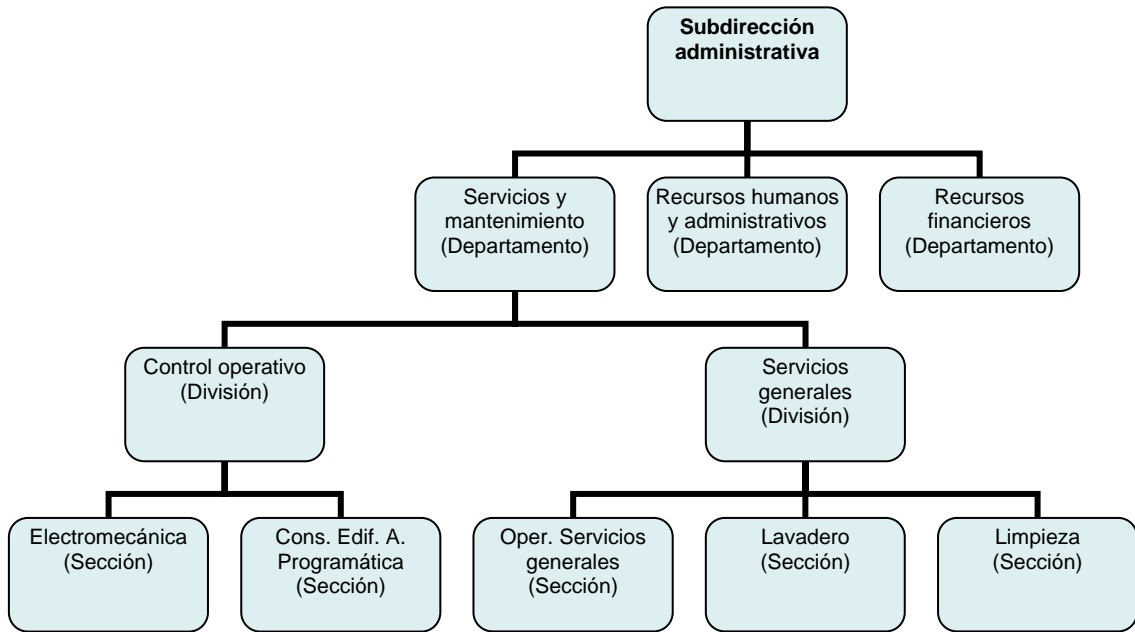 Subdirección
administrativa
Servicios y
mantenimiento
(Departamento)
Recursos humanos
y administrativos
(Departamento)
Recursos
financieros
(Departamento)
Control operativo
(División)
Servicios
generales
(División)
Electromecánica
(Sección)
Cons. Edif. A.
Programática
(Sección)
Oper. Servicios
generales
(Sección)
Lavadero
(Sección)
Limpieza
(Sección)